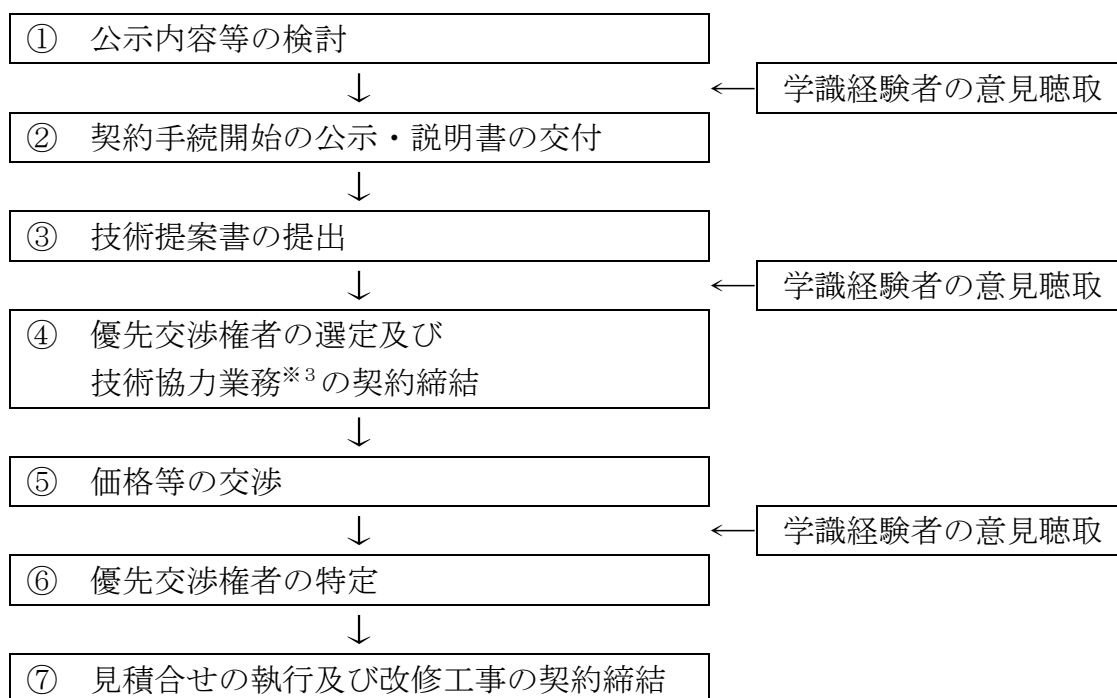 ① 公示内容等の検討
↓
← 学識経験者の意見聴取
② 契約手続開始の公示・説明書の交付
↓
③ 技術提案書の提出
↓
← 学識経験者の意見聴取
④ 優先交渉権者の選定及び
技術協力業務※3の契約締結
↓
⑤ 価格等の交渉
↓
← 学識経験者の意見聴取
⑥ 優先交渉権者の特定
↓
⑦ 見積合せの執行及び改修工事の契約締結